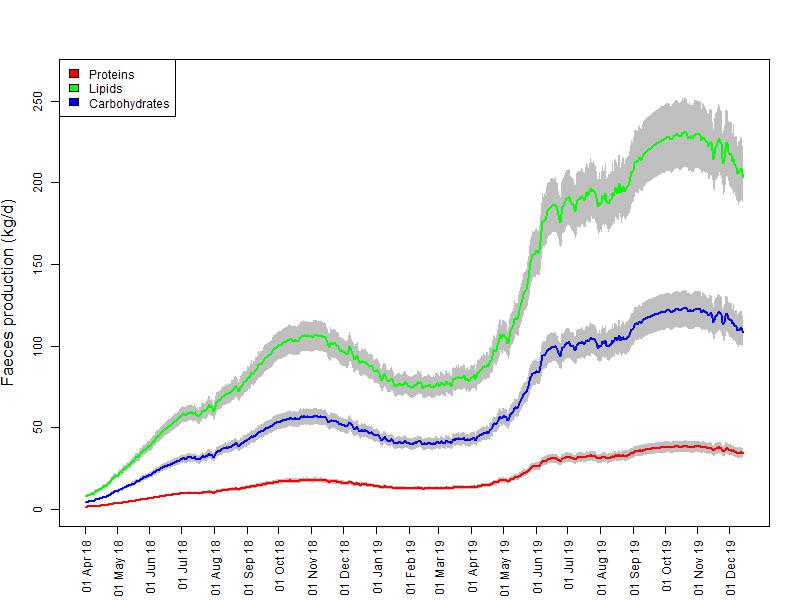 Proteins
Lipids
Carbohydrates
Faeces production (kg/d)
250
200
150
100
50
0
01 Apr 18
01 May 18
01 Jun 18
01 Jul 18
01 Aug 18
01 Sep 18
01 Oct 18
01 Nov 18
01 Dec 18
01 Jan 19
01 Feb 19
01 Mar 19
01 Apr 19
01 May 19
01 Jun 19
01 Jul 19
01 Aug 19
01 Sep 19
01 Oct 19
01 Nov 19
01 Dec 19